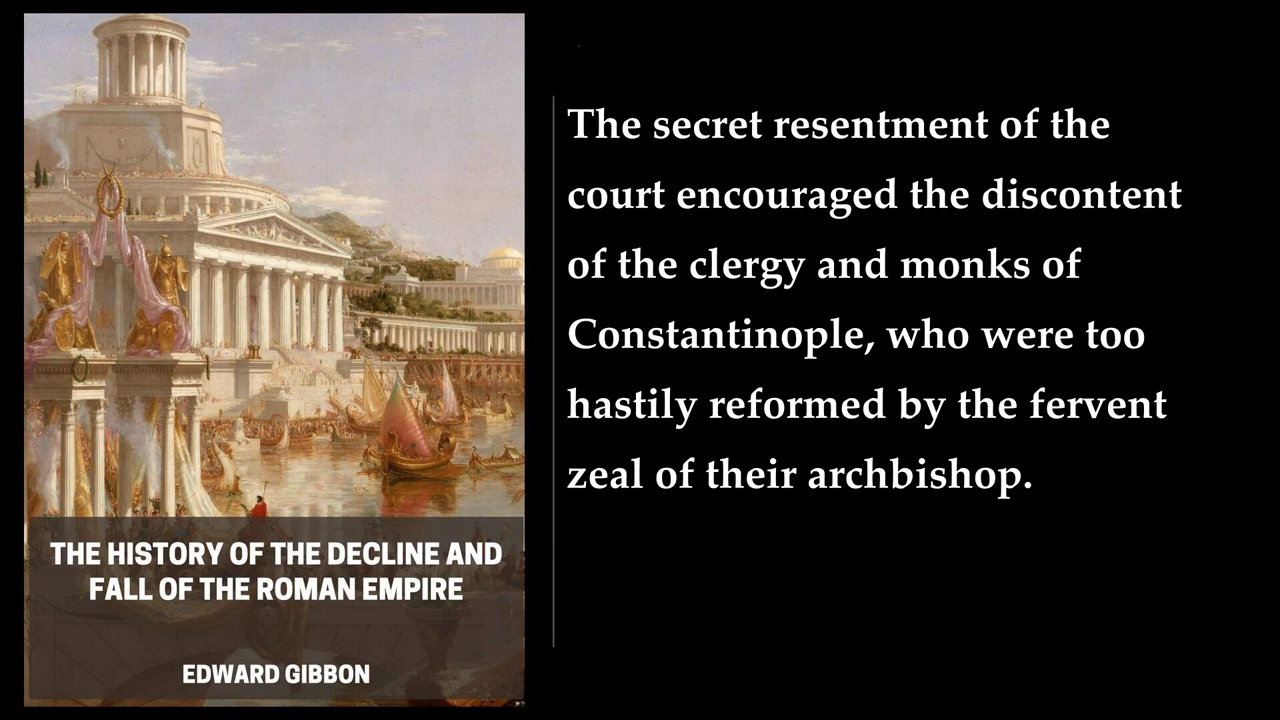 THE HISTORY OF THE DECLINE AND
FALL OF THE ROMAN EMPIRE
EDWARD GIBBON
The secret resentment of the
court encouraged the discontent
of the clergy and monks of
Constantinople, who were too
hastily reformed by the fervent
zeal of their archbishop.